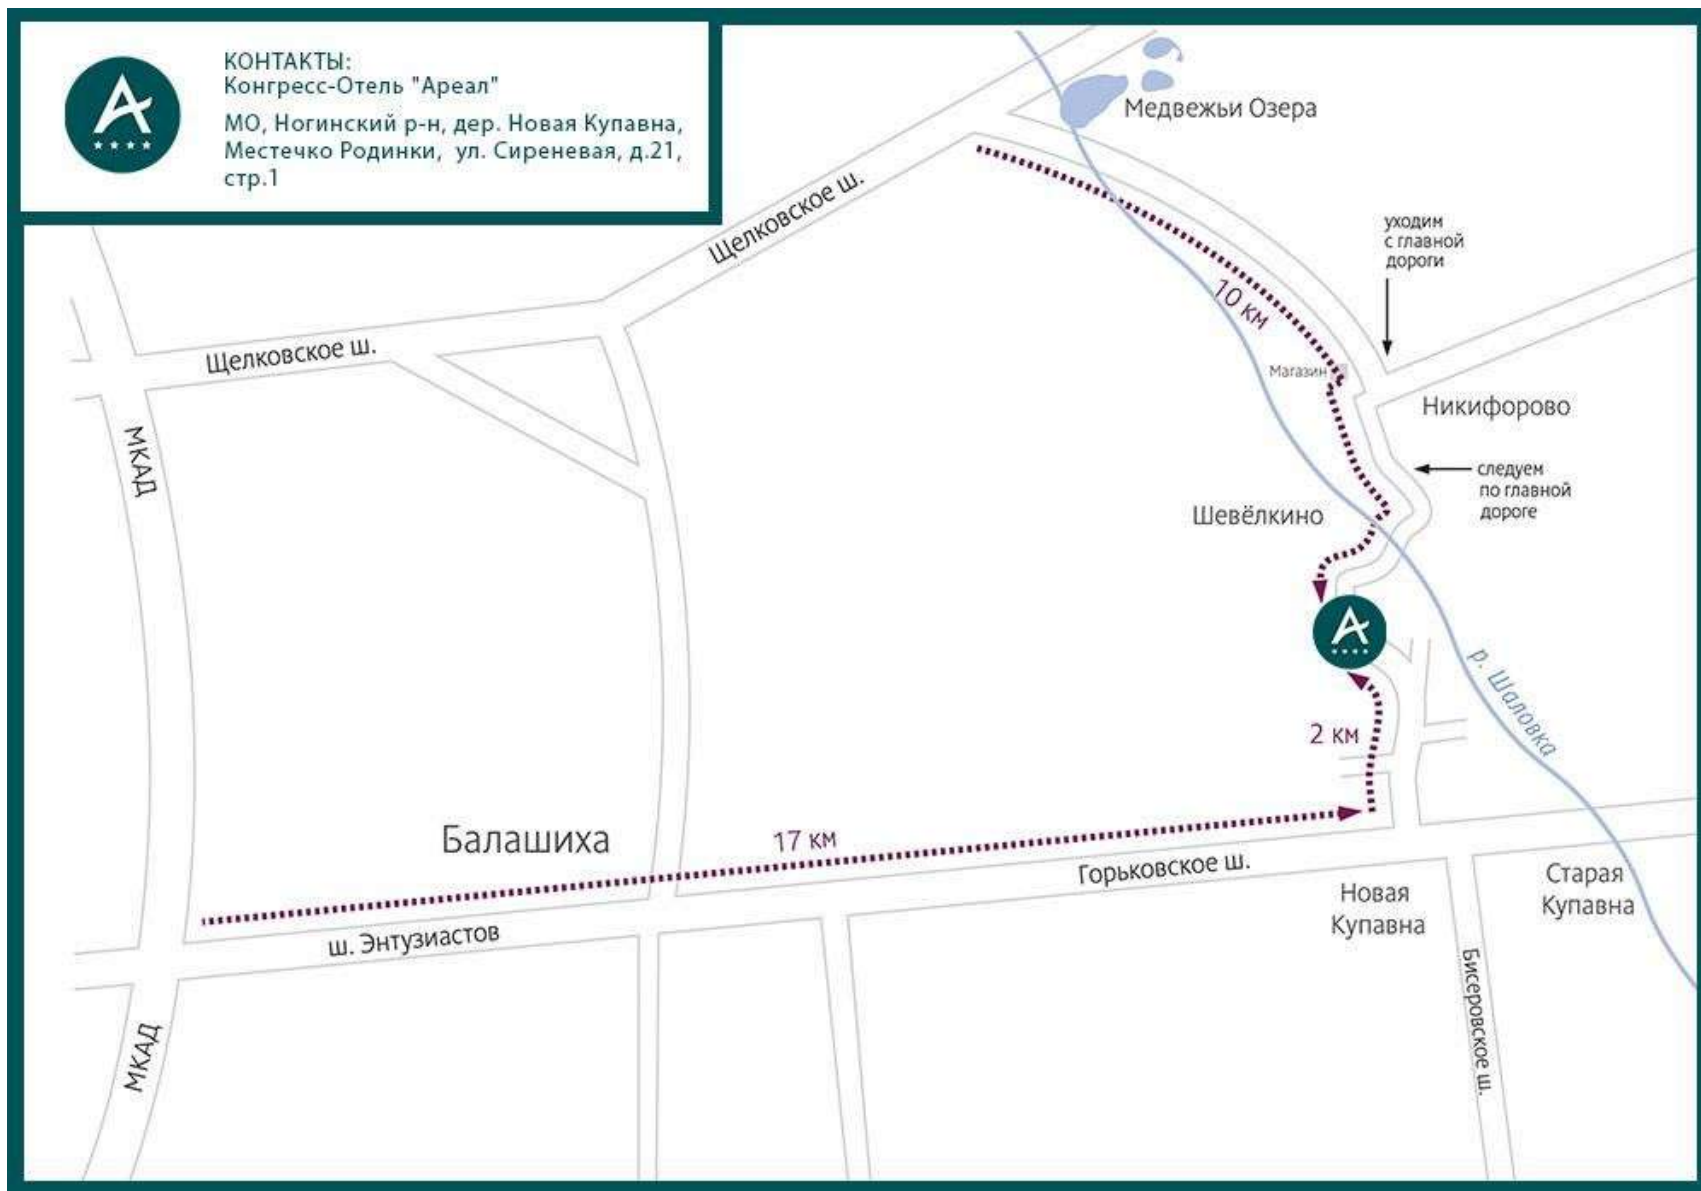 КОНТАКТЫ:
Конгресс-Отель "Ареал"
МО, Ногинский р-н, дер. Новая Купавна,
Местечко Родинки, ул. Сиреневая, д.21,
стр.1
Медвежьи Озера
Щелковское ш.
уходим
с главной
дороги
10 км
Щелковское ш.
Магазин
Никифорово
МКАД
следуем
по главной
дороге
Шевёлкино
р. Шаловка
2 км
Балашиха
17 км
Горьковское ш.
Старая
Купавна
Новая
Купавна
ш. Энтузиастов
Бисеровское ш.
МКАД